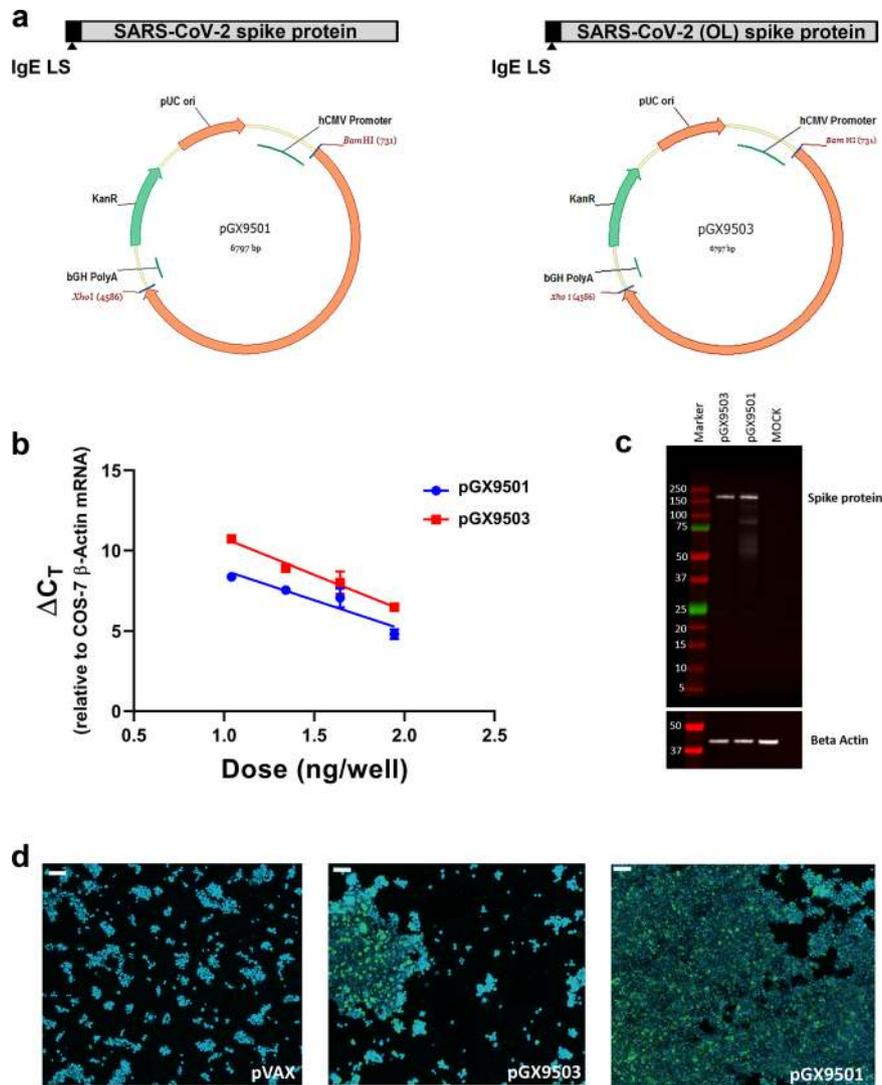 a
SARS-CoV-2 spike protein
IgE LS
pUC ori
hCMV Promoter
BamHI (731)
KanR
pGX9501
6797 bp
bGH PolyA
XhoI (4586)
SARS-CoV-2 (OL) spike protein
IgE LS
pUC ori
hCMV Promoter
Bam HI (731)
KanR
pGX9503
6797 bp
bGH PolyA
Xho I (4586)
b
ΔCT
(relative to COS-7 β-Actin mRNA)
15
10
5
0
0.5
1.0
1.5
2.0
2.5
Dose (ng/well)
pGX9501
pGX9503
c
Marker
pGX9503
pGX9501
MOCK
250
150
100
75
50
37
25
20
15
10
5
Spike protein
50
37
Beta Actin
d
pVAX
pGX9503
pGX9501